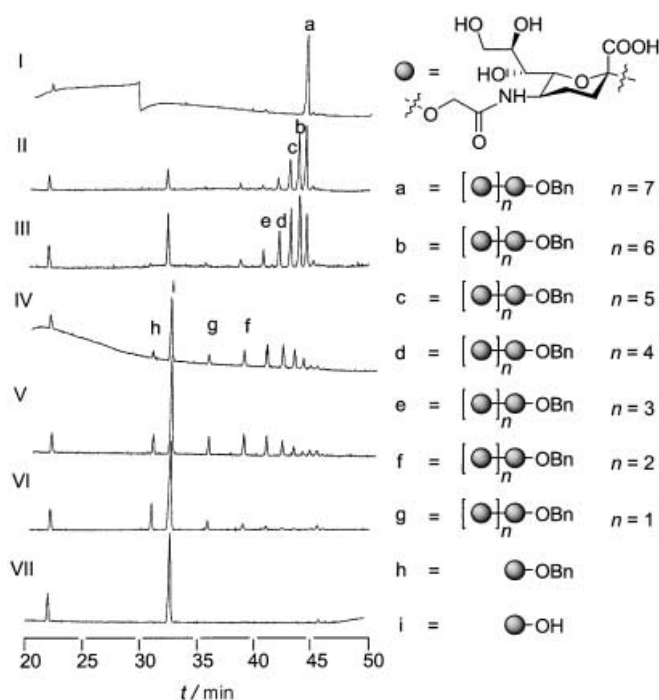 I
II
III
IV
V
VI
VII
a
b
c
e d
i
h g f
20 25 30 35 40 45 50
t / min
HO
OH
COOH
HO
O
=
HN
O
O
a = [ ]n OBn n = 7
b = [ ]n OBn n = 6
c = [ ]n OBn n = 5
d = [ ]n OBn n = 4
e = [ ]n OBn n = 3
f = [ ]n OBn n = 2
g = [ ]n OBn n = 1
h = OBn
i = OH